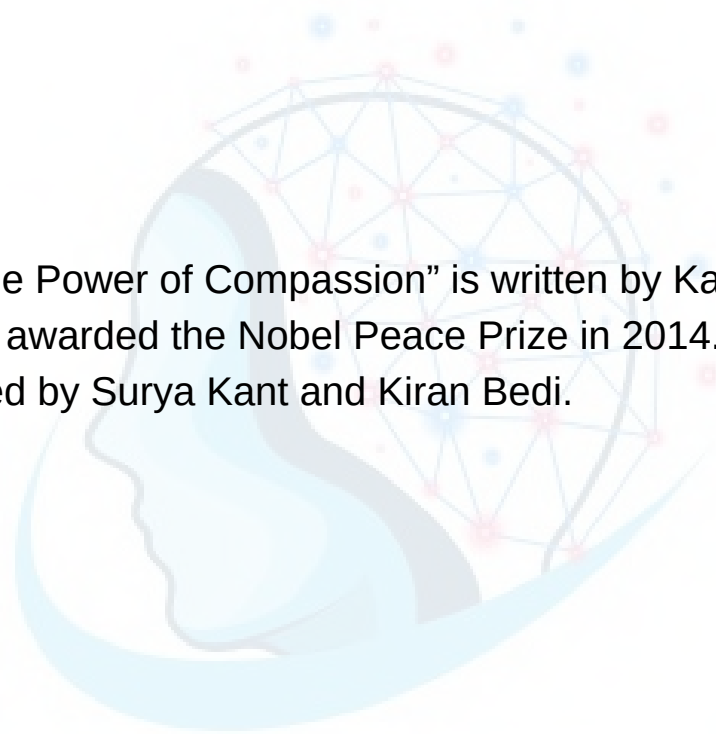 e Power of Compassion” is written by Ka
awarded the Nobel Peace Prize in 2014.
ed by Surya Kant and Kiran Bedi.